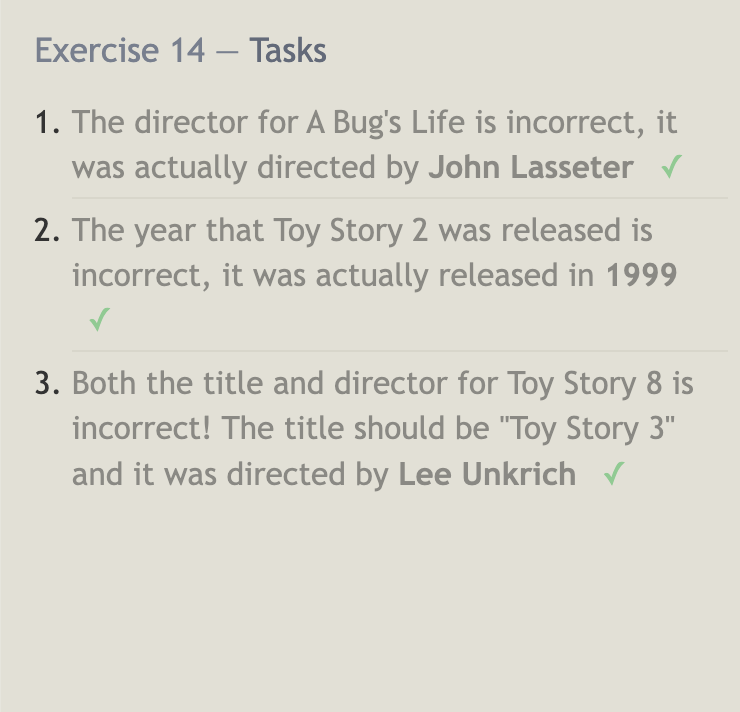 Exercise 14 — Tasks
1. The director for A Bug's Life is incorrect, it
was actually directed by John Lasseter ✓
2. The year that Toy Story 2 was released is
incorrect, it was actually released in 1999
✓
3. Both the title and director for Toy Story 8 is
incorrect! The title should be "Toy Story 3"
and it was directed by Lee Unkrich ✓